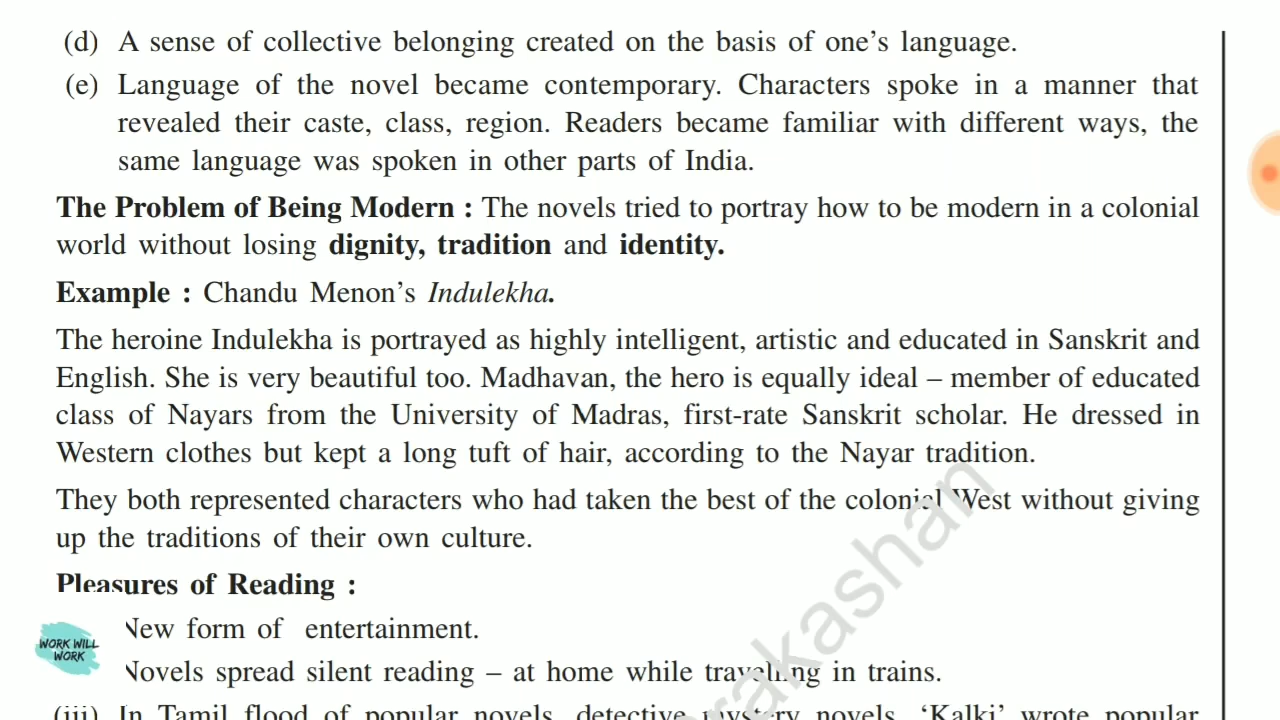 (d) A sense of collective belonging created on the basis of one's language.
(e) Language of the novel became contemporary. Characters spoke in a manner that
revealed their caste, class, region. Readers became familiar with different ways, the
same language was spoken in other parts of India.
The Problem of Being Modern : The novels tried to portray how to be modern in a colonial
world without losing dignity, tradition and identity.
Example : Chandu Menon's Indulekha.
The heroine Indulekha is portrayed as highly intelligent, artistic and educated in Sanskrit and
English. She is very beautiful too. Madhavan, the hero is equally ideal – member of educated
class of Nayars from the University of Madras, first-rate Sanskrit scholar. He dressed in
Western clothes but kept a long tuft of hair, according to the Nayar tradition.
They both represented characters who had taken the best of the colonial West without giving
up the traditions of their own culture.
Pleasures of Reading :
New form of entertainment.
Novels spread silent reading – at home while travelling in trains.
(iii) In Tamil flood of popular novels, detective mystery novels. 'Kalki' wrote popular
WORK WILL
WORK
rakashan